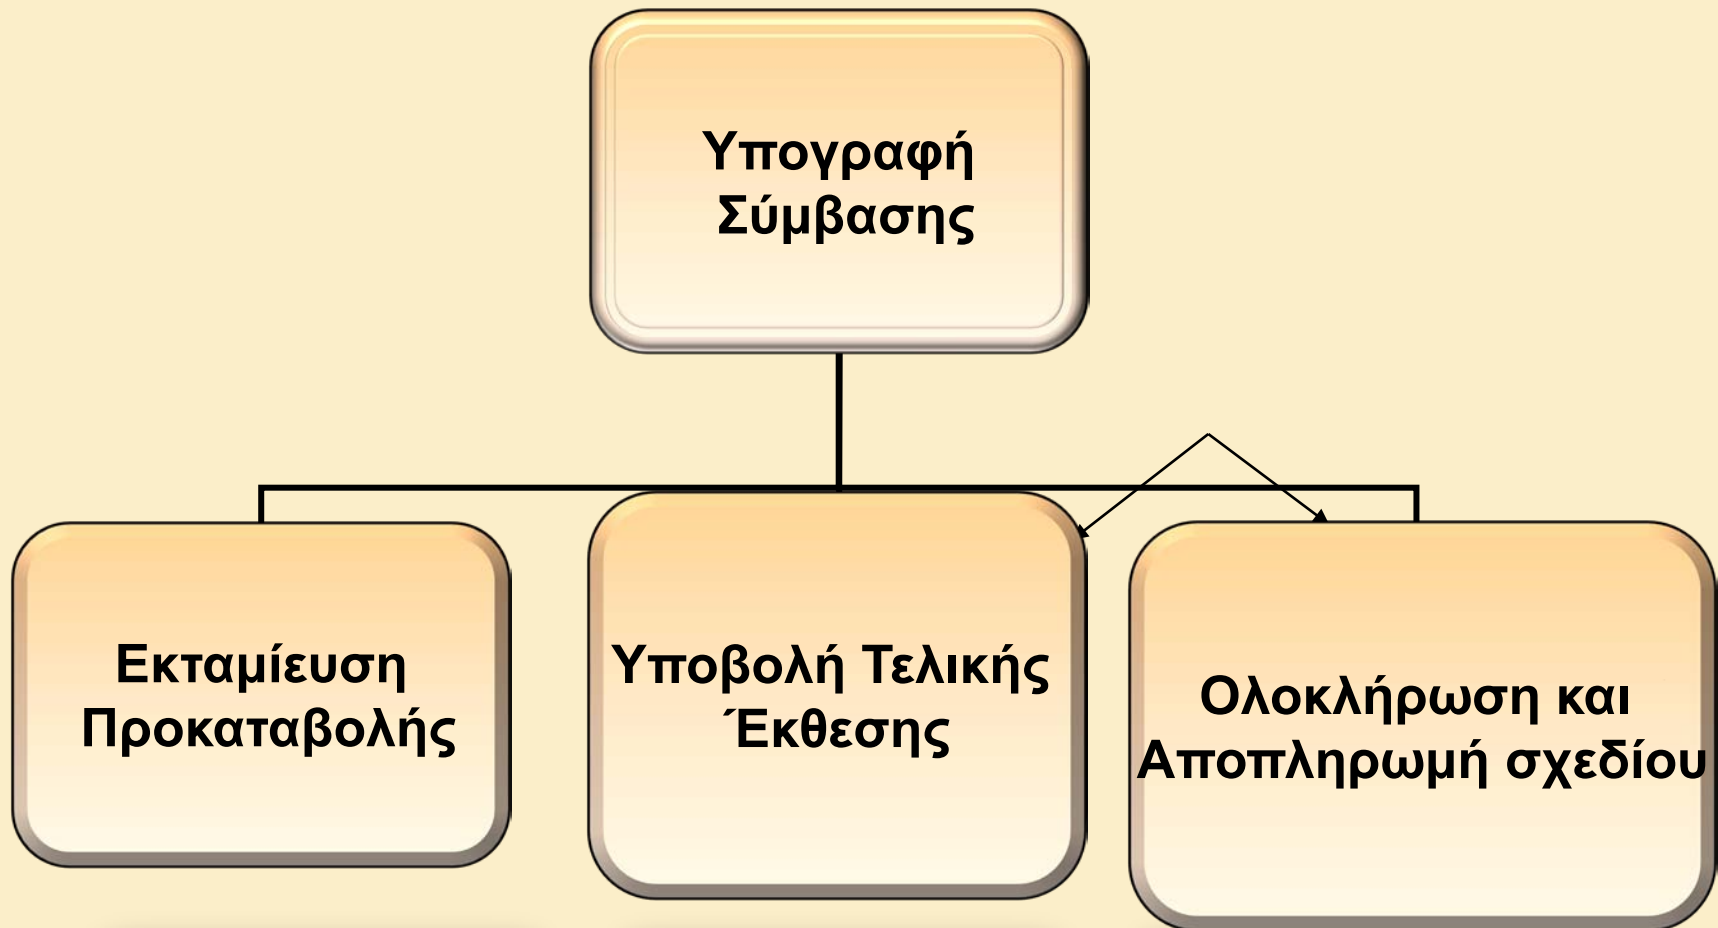 Υπογραφή
Σύμβασης
Εκταμίευση
Προκαταβολής
Υποβολή Τελικής
Έκθεσης
Ολοκλήρωση και
Αποπληρωμή σχεδίου